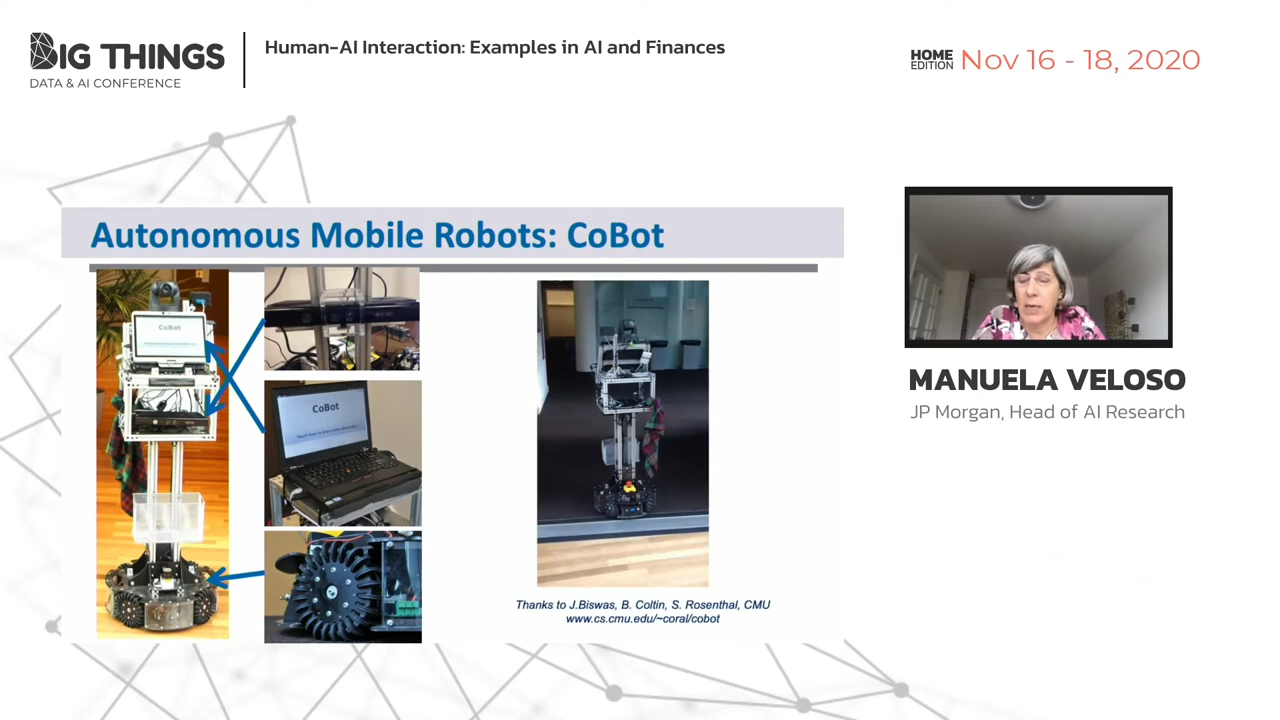 BIG THINGS
DATA & AI CONFERENCE
Human-AI Interaction: Examples in AI and Finances
HOME
EDITION
Nov 16 - 18, 2020
Autonomous Mobile Robots: CoBot
CoBot
CoBot
Thanks to J.Biswas, B. Coltin, S. Rosenthal, CMU
www.cs.cmu.edu/~coral/cobot
MANUELA VELOSO
JP Morgan, Head of AI Research